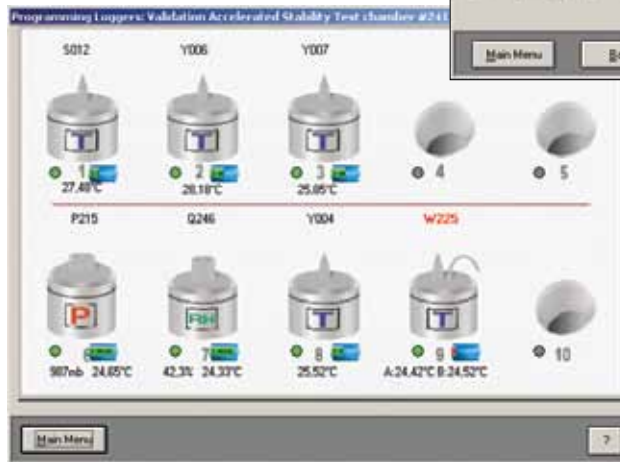 Programming Loggers: Validation Accelerated Stability Test chamber #241
Main Menu
S012 Y006 Y007
T T T
1 2 3 4 5
27,48°C 28,18°C 25,85°C
P215 Q246 Y004 W225
P RH T T
6 7 8 9 10
987mb 24,65°C 42,3% 24,33°C 25,52°C A:24,42°C B:24,52°C
Main Menu ?